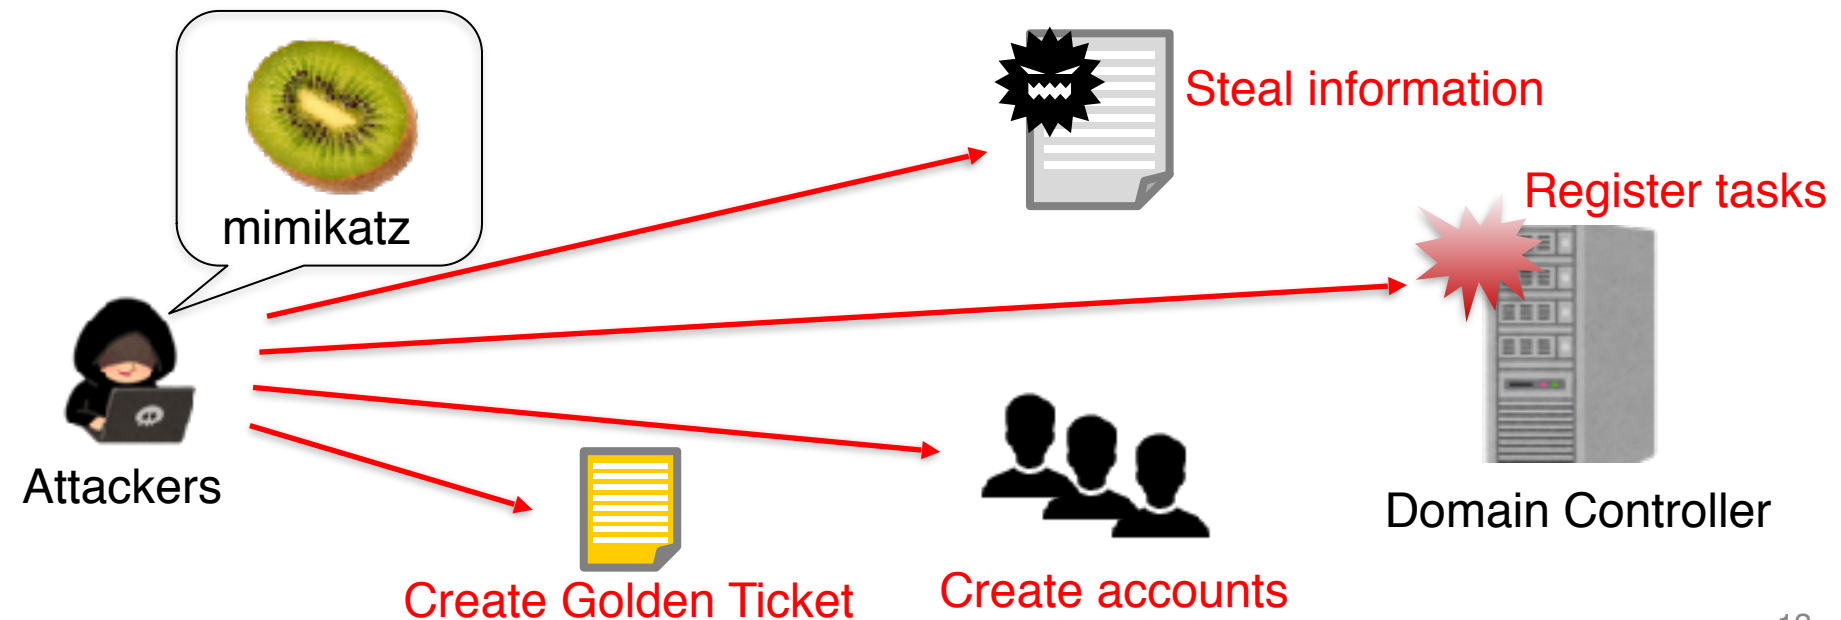 mimikatz
Steal information
Register tasks
Attackers
Domain Controller
Create Golden Ticket
Create accounts